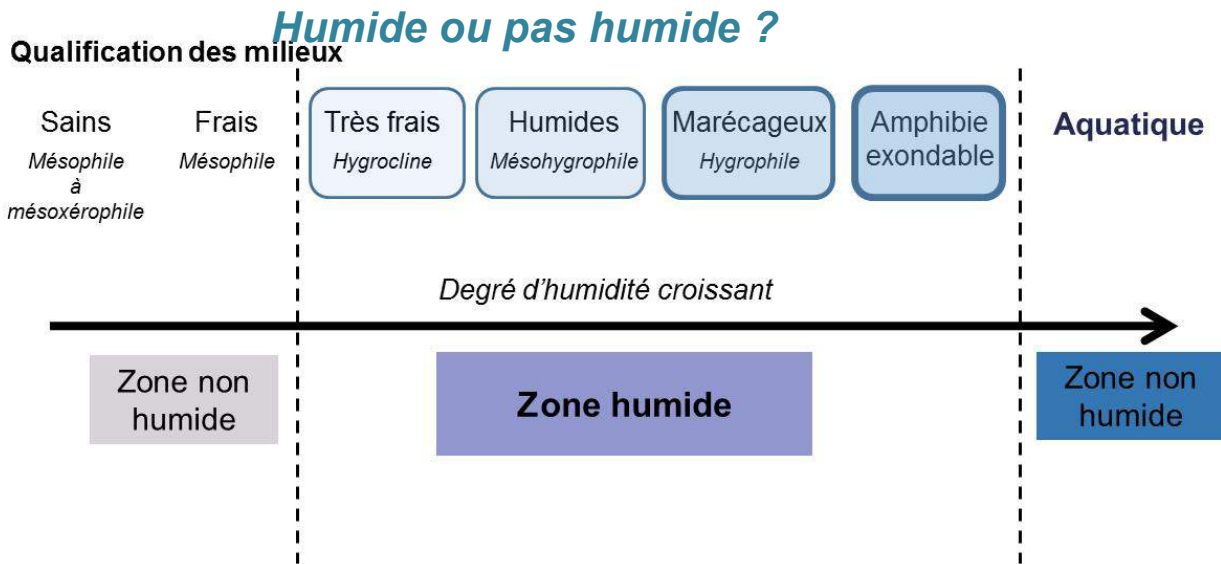 Humide ou pas humide ?
Qualification des milieux
Sains
Mésophile
à
mésoxérophile
Frais
Mésophile
Très frais
Hygrocline
Humides
Mésohygrophile
Marécageux
Hygrophile
Amphibie
exondable
Aquatique
Degré d’humidité croissant
Zone non
humide
Zone humide
Zone non
humide